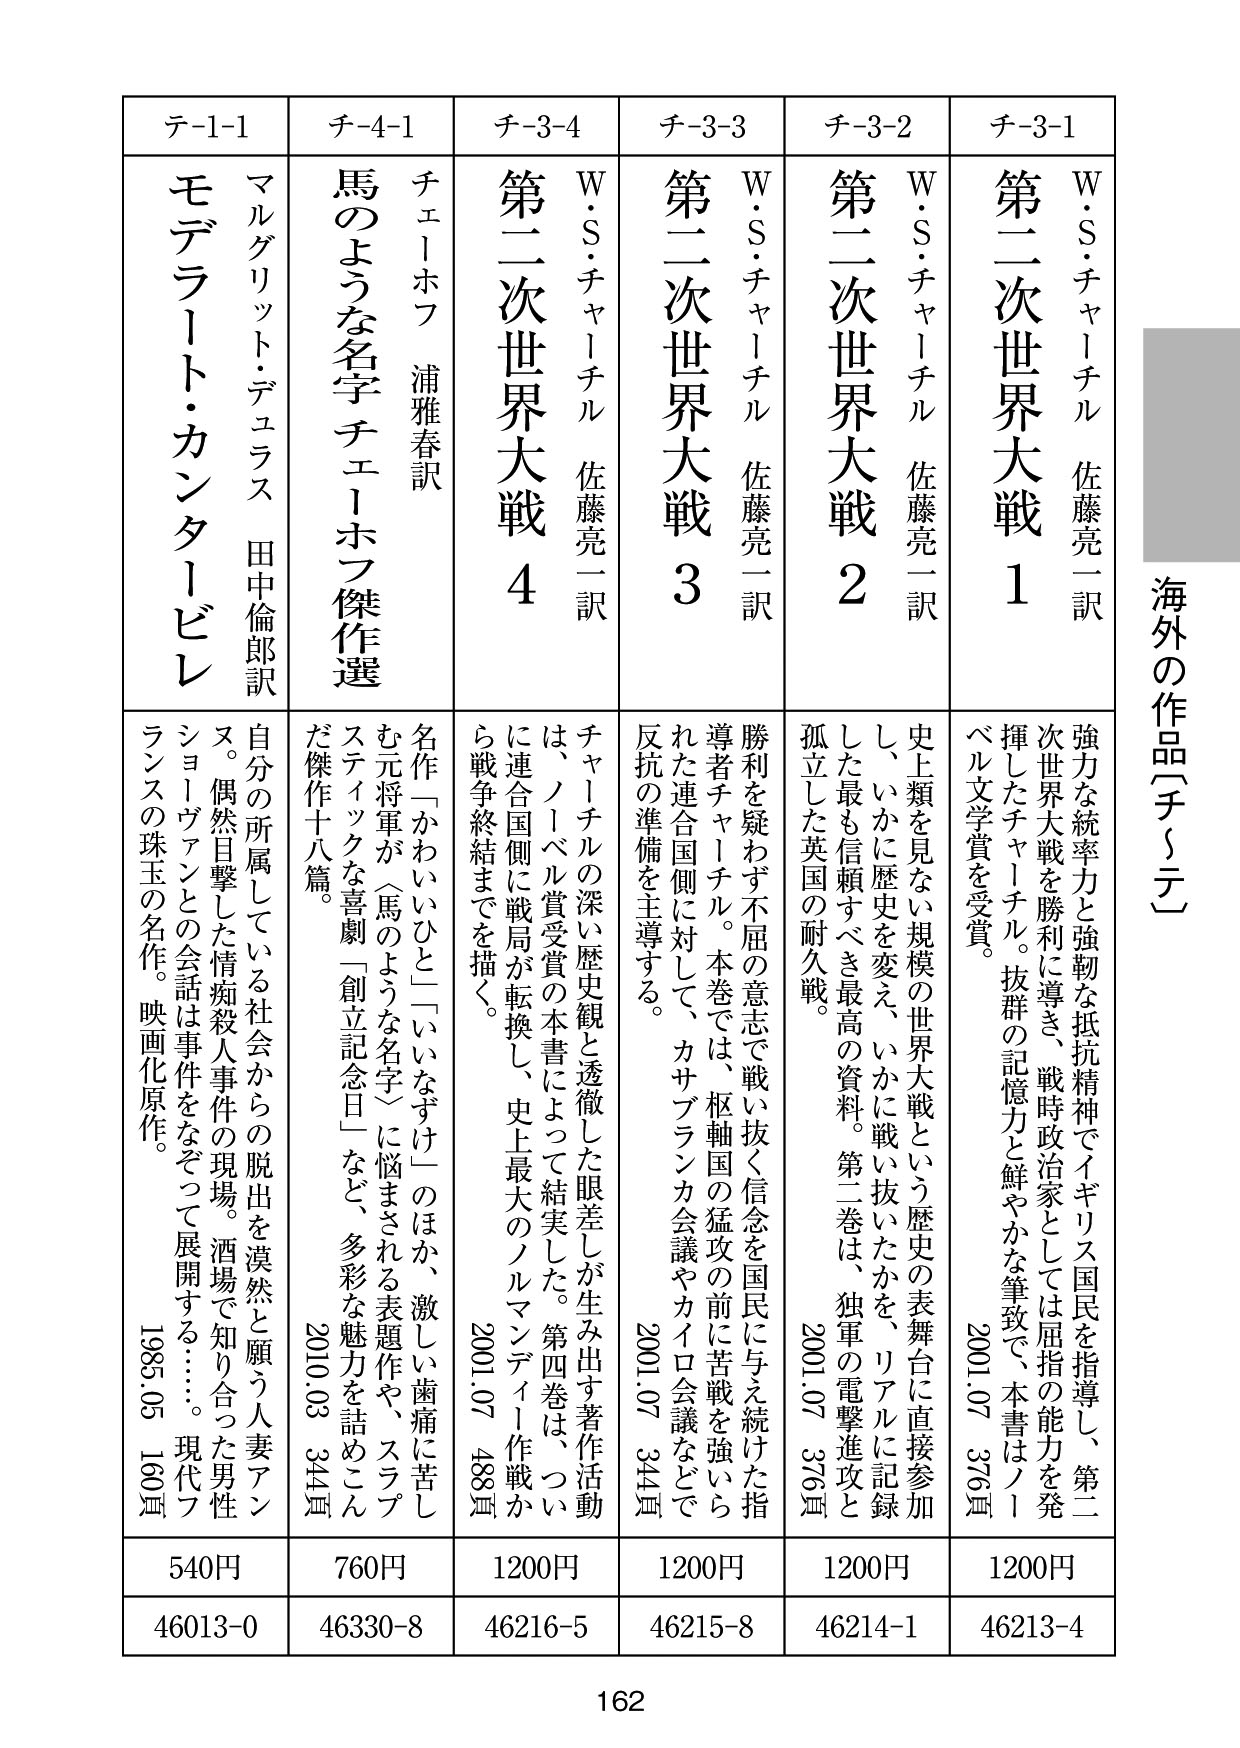 海外の作品〔チ〜テ〕
チ-3-1
W・S・チャーチル 佐藤亮一訳
第二次世界大戦 1
強力な統率力と強靭な抵抗精神でイギリス国民を指導し、第二
次世界大戦を勝利に導き、戦時政治家としては屈指の能力を発
揮したチャーチル。抜群の記憶力と鮮やかな筆致で、本書はノー
ベル文学賞を受賞。
2001.07 376頁
1200円
46213-4
チ-3-2
W・S・チャーチル 佐藤亮一訳
第二次世界大戦 2
史上類を見ない規模の世界大戦という歴史の表舞台に直接参加
し、いかに歴史を変え、いかに戦い抜いたかを、リアルに記録
した最も信頼すべき最高の資料。第二巻は、独軍の電撃進攻と
孤立した英国の耐久戦。
2001.07 376頁
1200円
46214-1
チ-3-3
W・S・チャーチル 佐藤亮一訳
第二次世界大戦 3
勝利を疑わず不屈の意志で戦い抜く信念を国民に与え続けた指
導者チャーチル。本巻では、枢軸国の猛攻の前に苦戦を強いら
れた連合国側に対して、カサブランカ会議やカイロ会議などで
反抗の準備を主導する。
2001.07 344頁
1200円
46215-8
チ-3-4
W・S・チャーチル 佐藤亮一訳
第二次世界大戦 4
チャーチルの深い歴史観と透徹した眼差しが生み出す著作活動
は、ノーベル賞受賞の本書によって結実した。第四巻は、つい
に連合国側に戦局が転換し、史上最大のノルマンディー作戦か
ら戦争終結までを描く。
2001.07 488頁
1200円
46216-5
チ-4-1
チェーホフ 浦雅春訳
馬のような名字 チェーホフ傑作選
名作「かわいいひと」「いいなずけ」のほか、激しい歯痛に苦し
む元将軍が〈馬のような名字〉に悩まされる表題作や、スラプ
スティックな喜劇「創立記念日」など、多彩な魅力を詰めこん
だ傑作十八篇。
2010.03 344頁
760円
46330-8
テ-1-1
マルグリット・デュラス 田中倫郎訳
モデラート・カンタービレ
自分の所属している社会からの脱出を漠然と願う人妻アン
ヌ。偶然目撃した情痴殺人事件の現場。酒場で知り合った男性
ショーヴァンとの会話は事件をなぞって展開する……。現代フ
ランスの珠玉の名作。映画化原作。
1985.05 160頁
540円
46013-0
162